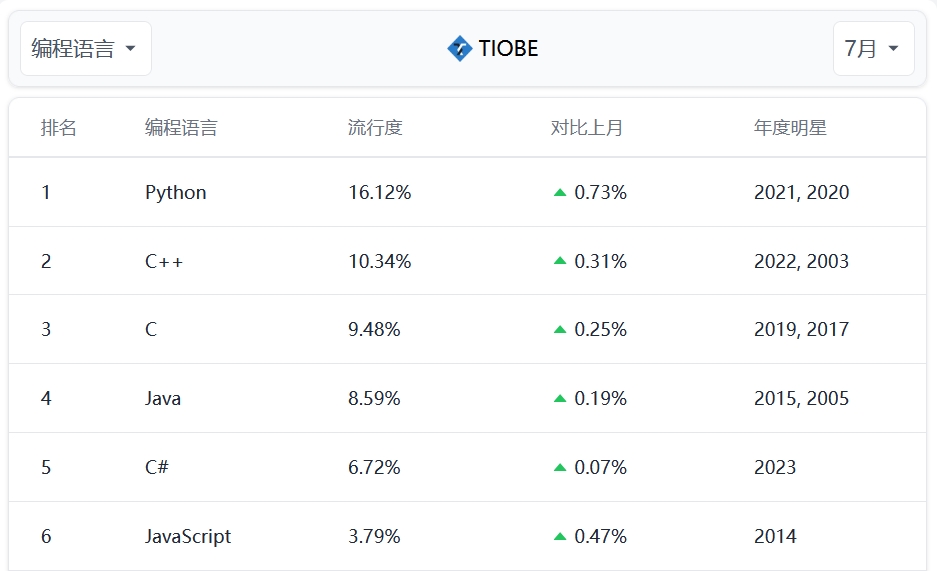 编程语言 TIOBE 7月
排名 编程语言 流行度 对比上月 年度明星
1 Python 16.12% 0.73% 2021, 2020
2 C++ 10.34% 0.31% 2022, 2003
3 C 9.48% 0.25% 2019, 2017
4 Java 8.59% 0.19% 2015, 2005
5 C# 6.72% 0.07% 2023
6 JavaScript 3.79% 0.47% 2014